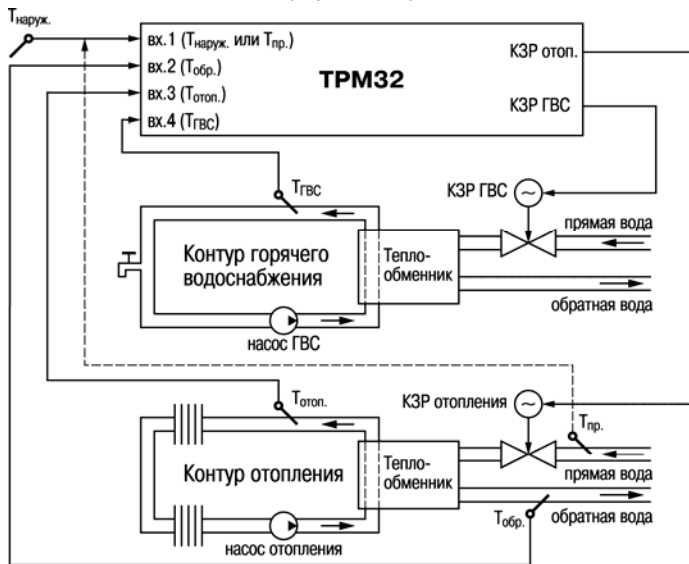 Тнаруж.
вх.1 (Тнаруж. или Тпр.)
вх.2 (Тобр.)
вх.3 (Тотоп.)
вх.4 (ТГВС)
ТРМ32
КЗР отоп.
КЗР ГВС
ТГВС
КЗР ГВС
прямая вода
Контур горячего
водоснабжения
Тепло-
обменник
обратная вода
насос ГВС
Тотоп.
КЗР отопления
Тпр.
Контур отопления
Тепло-
обменник
прямая вода
Тобр.
обратная вода
насос отопления